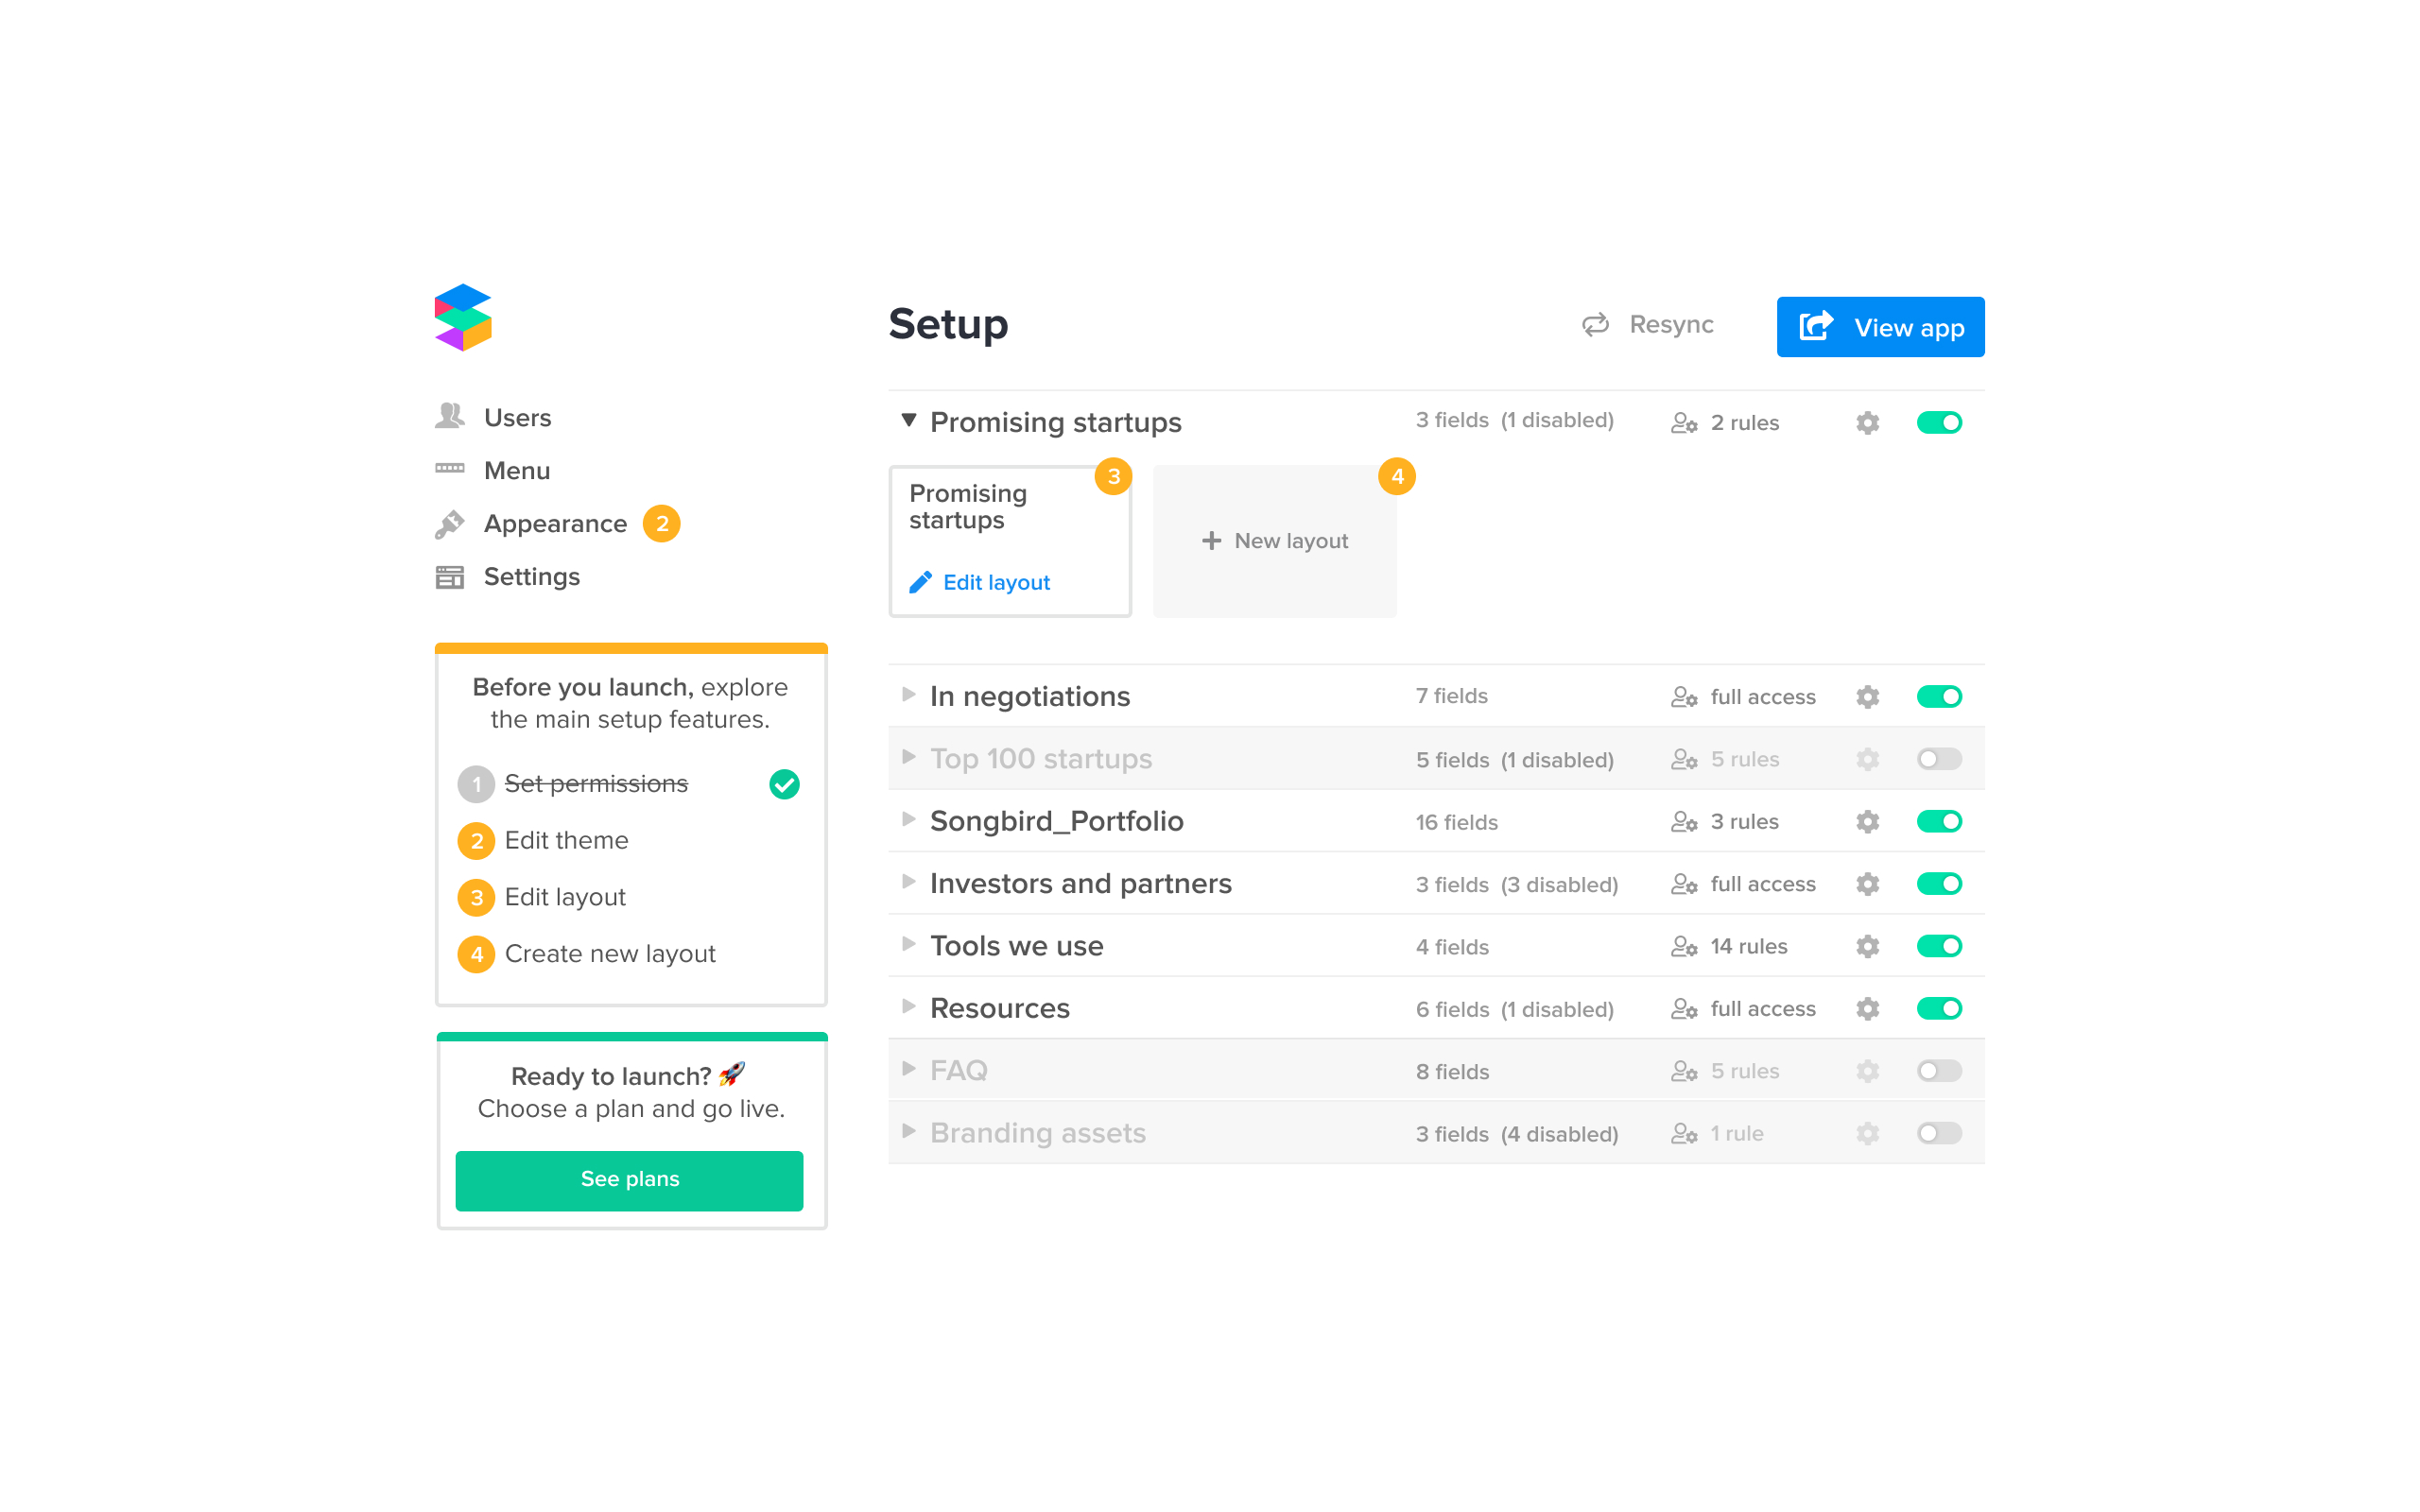 Setup
Resync
View app
Users
Menu
Appearance 2
Settings
Before you launch, explore
the main setup features.
1 Set permissions
2 Edit theme
3 Edit layout
4 Create new layout
Ready to launch? 🚀
Choose a plan and go live.
See plans
Promising startups 3 fields (1 disabled) 2 rules
3
Promising
startups
Edit layout
4
+ New layout
In negotiations 7 fields full access
Top 100 startups 5 fields (1 disabled) 5 rules
Songbird_Portfolio 16 fields 3 rules
Investors and partners 3 fields (3 disabled) full access
Tools we use 4 fields 14 rules
Resources 6 fields (1 disabled) full access
FAQ 8 fields 5 rules
Branding assets 3 fields (4 disabled) 1 rule